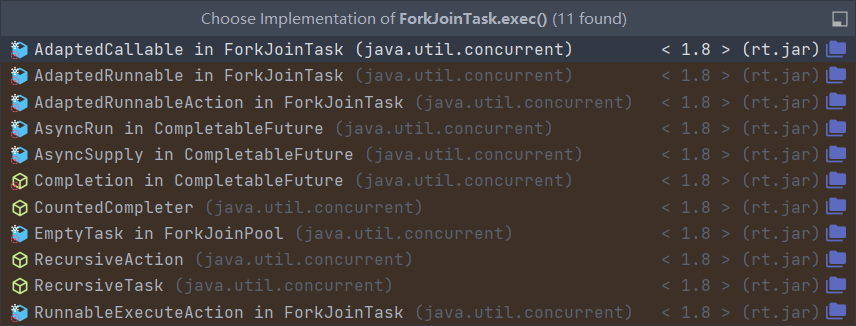 Choose Implementation of ForkJoinTask.exec() (11 found)
AdaptedCallable in ForkJoinTask (java.util.concurrent) < 1.8 > (rt.jar)
AdaptedRunnable in ForkJoinTask (java.util.concurrent) < 1.8 > (rt.jar)
AdaptedRunnableAction in ForkJoinTask (java.util.concurrent) < 1.8 > (rt.jar)
AsyncRun in CompletableFuture (java.util.concurrent) < 1.8 > (rt.jar)
AsyncSupply in CompletableFuture (java.util.concurrent) < 1.8 > (rt.jar)
Completion in CompletableFuture (java.util.concurrent) < 1.8 > (rt.jar)
CountedCompleter (java.util.concurrent) < 1.8 > (rt.jar)
EmptyTask in ForkJoinPool (java.util.concurrent) < 1.8 > (rt.jar)
RecursiveAction (java.util.concurrent) < 1.8 > (rt.jar)
RecursiveTask (java.util.concurrent) < 1.8 > (rt.jar)
RunnableExecuteAction in ForkJoinTask (java.util.concurrent) < 1.8 > (rt.jar)